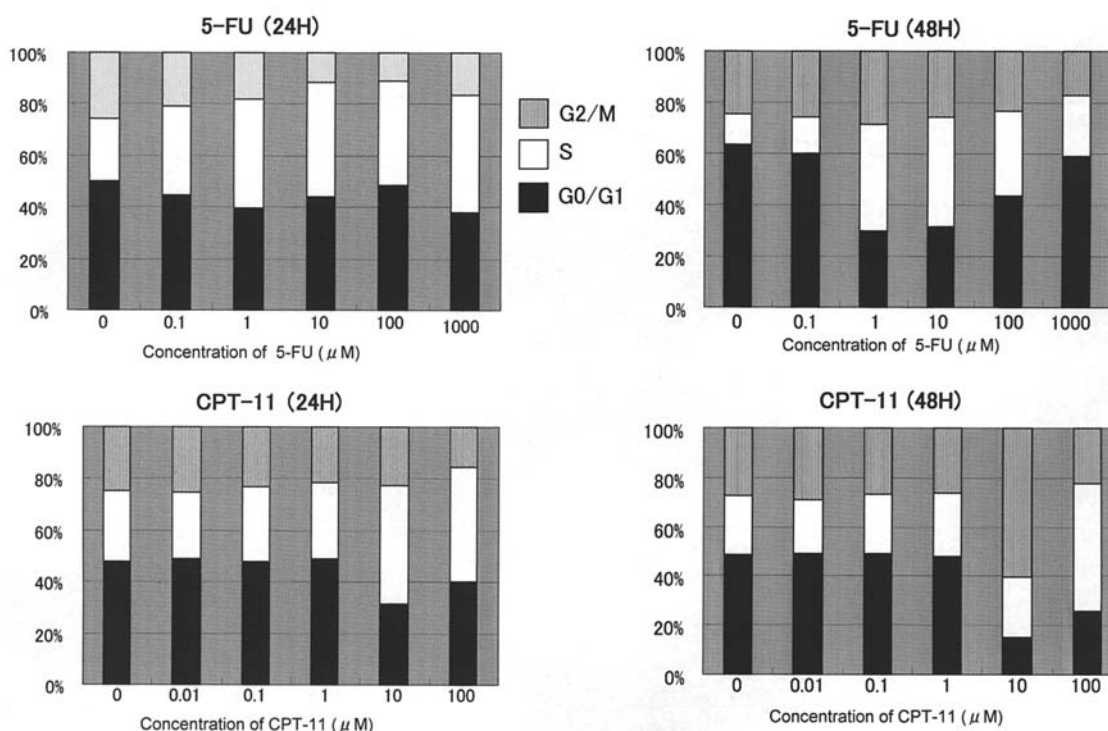 5-FU (24H)
100%
80%
60%
40%
20%
0%
0 0.1 1 10 100 1000
Concentration of 5-FU (μM)
G2/M
S
G0/G1
5-FU (48H)
100%
80%
60%
40%
20%
0%
0 0.1 1 10 100 1000
Concentration of 5-FU (μM)
CPT-11 (24H)
100%
80%
60%
40%
20%
0%
0 0.01 0.1 1 10 100
Concentration of CPT-11 (μM)
CPT-11 (48H)
100%
80%
60%
40%
20%
0%
0 0.01 0.1 1 10 100
Concentration of CPT-11 (μM)